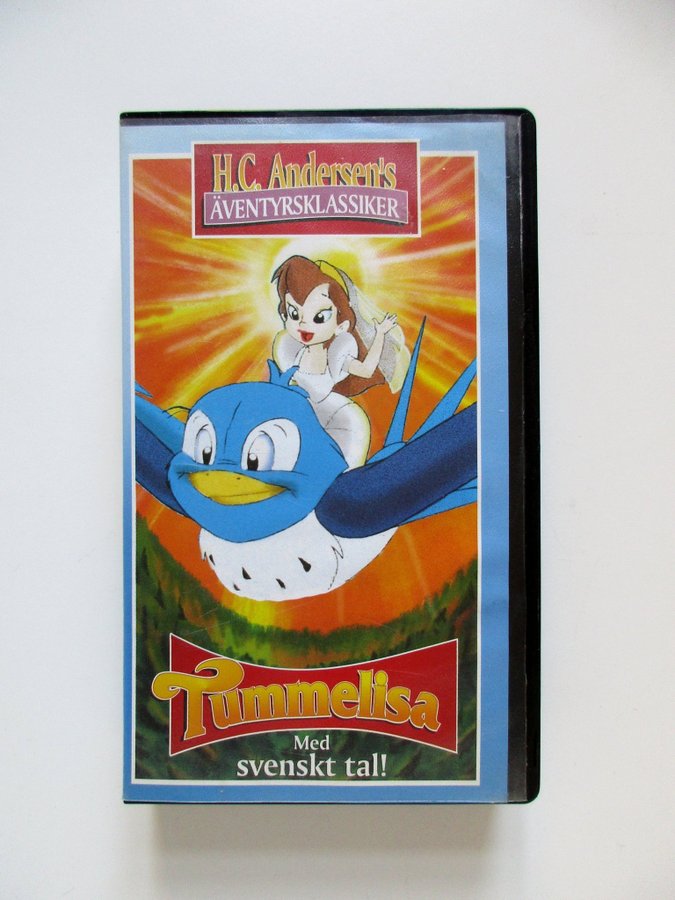 H.C. Andersen's
ÄVENTYRSKLASSIKER
Tummelisa
Med
svenskt tal!